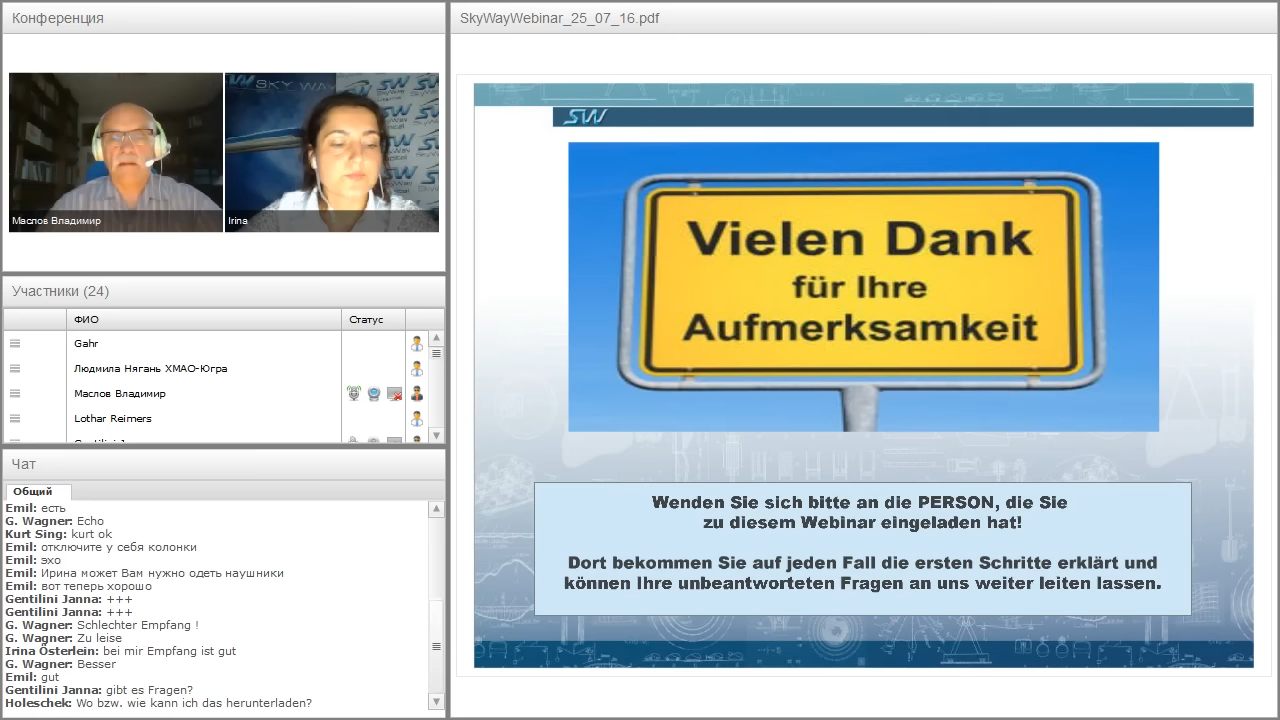 Конференция
Маслов Владимир
Irina
SKY WAY
Участники (24)
ФИО
Статус
Gahr
Людмила Нягань ХМАО-Югра
Маслов Владимир
Lothar Reimers
Чат
Общий
Emil: есть
G. Wagner: Echo
Kurt Sing: kurt ok
Emil: отключите у себя колонки
Emil: эхо
Emil: Ирина может Вам нужно одеть наушники
Emil: вот теперь хорошо
Gentilini Janna: +++
Gentilini Janna: +++
G. Wagner: Schlechter Empfang !
G. Wagner: Zu leise
Irina Österlein: bei mir Empfang ist gut
G. Wagner: Besser
Emil: gut
Gentilini Janna: gibt es Fragen?
Holeschek: Wo bzw. wie kann ich das herunterladen?
SkyWayWebinar_25_07_16.pdf
SW
Vielen Dank
für Ihre
Aufmerksamkeit
Wenden Sie sich bitte an die PERSON, die Sie
zu diesem Webinar eingeladen hat!
Dort bekommen Sie auf jeden Fall die ersten Schritte erklärt und
können Ihre unbeantworteten Fragen an uns weiter leiten lassen.